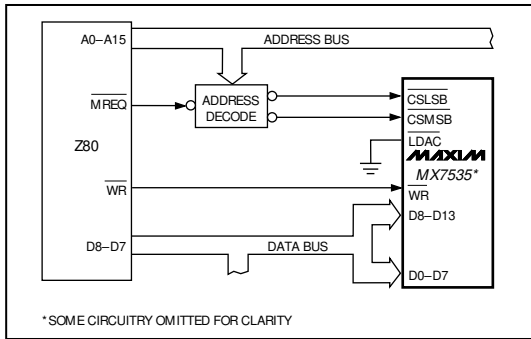 A0–A15
ADDRESS BUS
MREQ
ADDRESS
DECODE
CSLSB
CSMSB
LDAC
MAXIM
Z80
MX7535*
WR
WR
D8–D13
D8–D7
DATA BUS
D0–D7
*SOME CIRCUITRY OMITTED FOR CLARITY